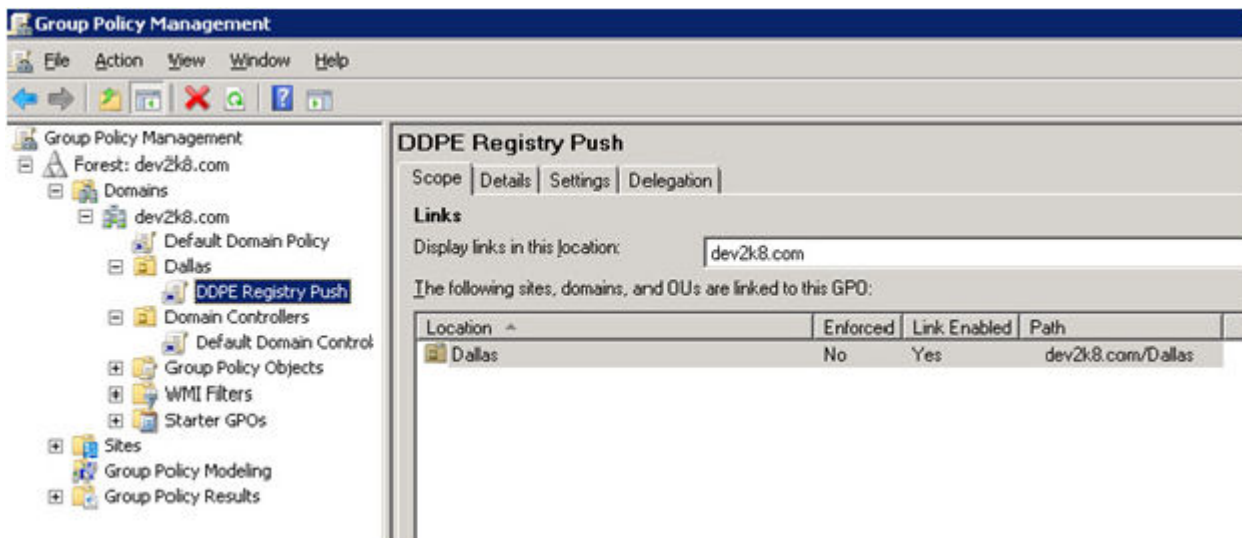 Group Policy Management
File Action View Window Help
Group Policy Management
Forest: dev2k8.com
Domains
dev2k8.com
Default Domain Policy
Dallas
DDPE Registry Push
Domain Controllers
Default Domain Control
Group Policy Objects
WMI Filters
Starter GPOs
Sites
Group Policy Modeling
Group Policy Results
DDPE Registry Push
Scope Details Settings Delegation
Links
Display links in this location: dev2k8.com
The following sites, domains, and OUs are linked to this GPO:
Location Enforced Link Enabled Path
Dallas No Yes dev2k8.com/Dallas